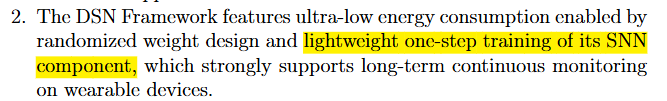 2. The DSN Framework features ultra-low energy consumption enabled by
randomized weight design and lightweight one-step training of its SNN
component, which strongly supports long-term continuous monitoring
on wearable devices.